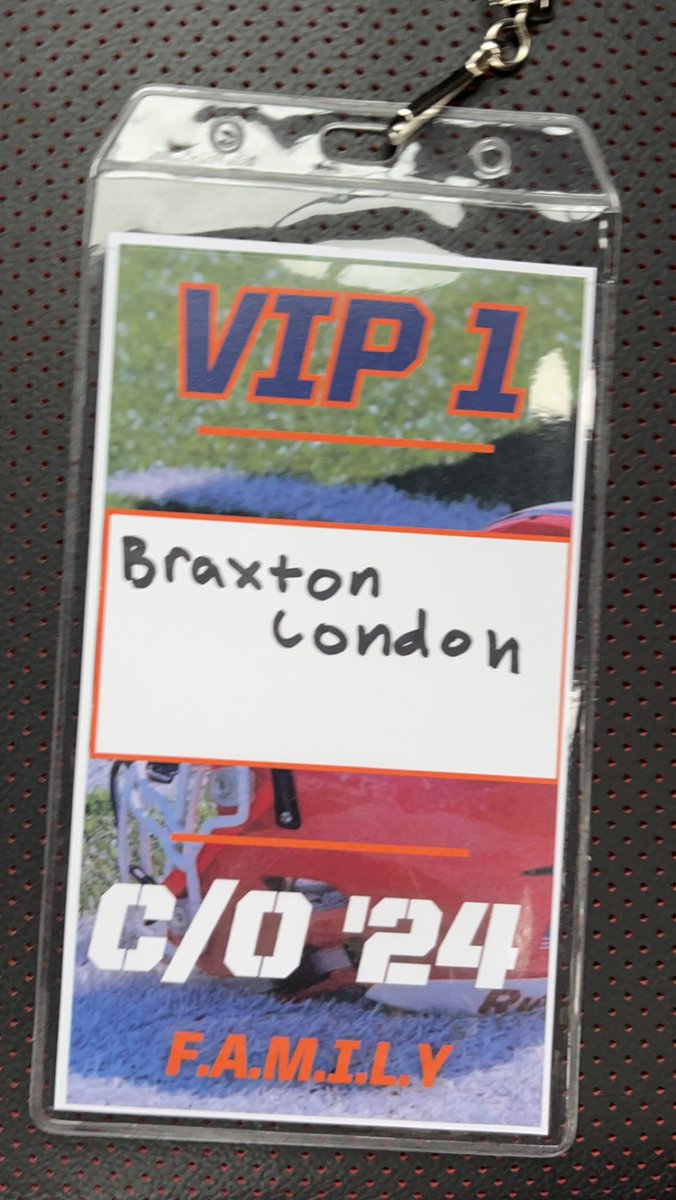 VIP 1
Braxton
Condon
C/O '24
F.A.M.I.L.Y